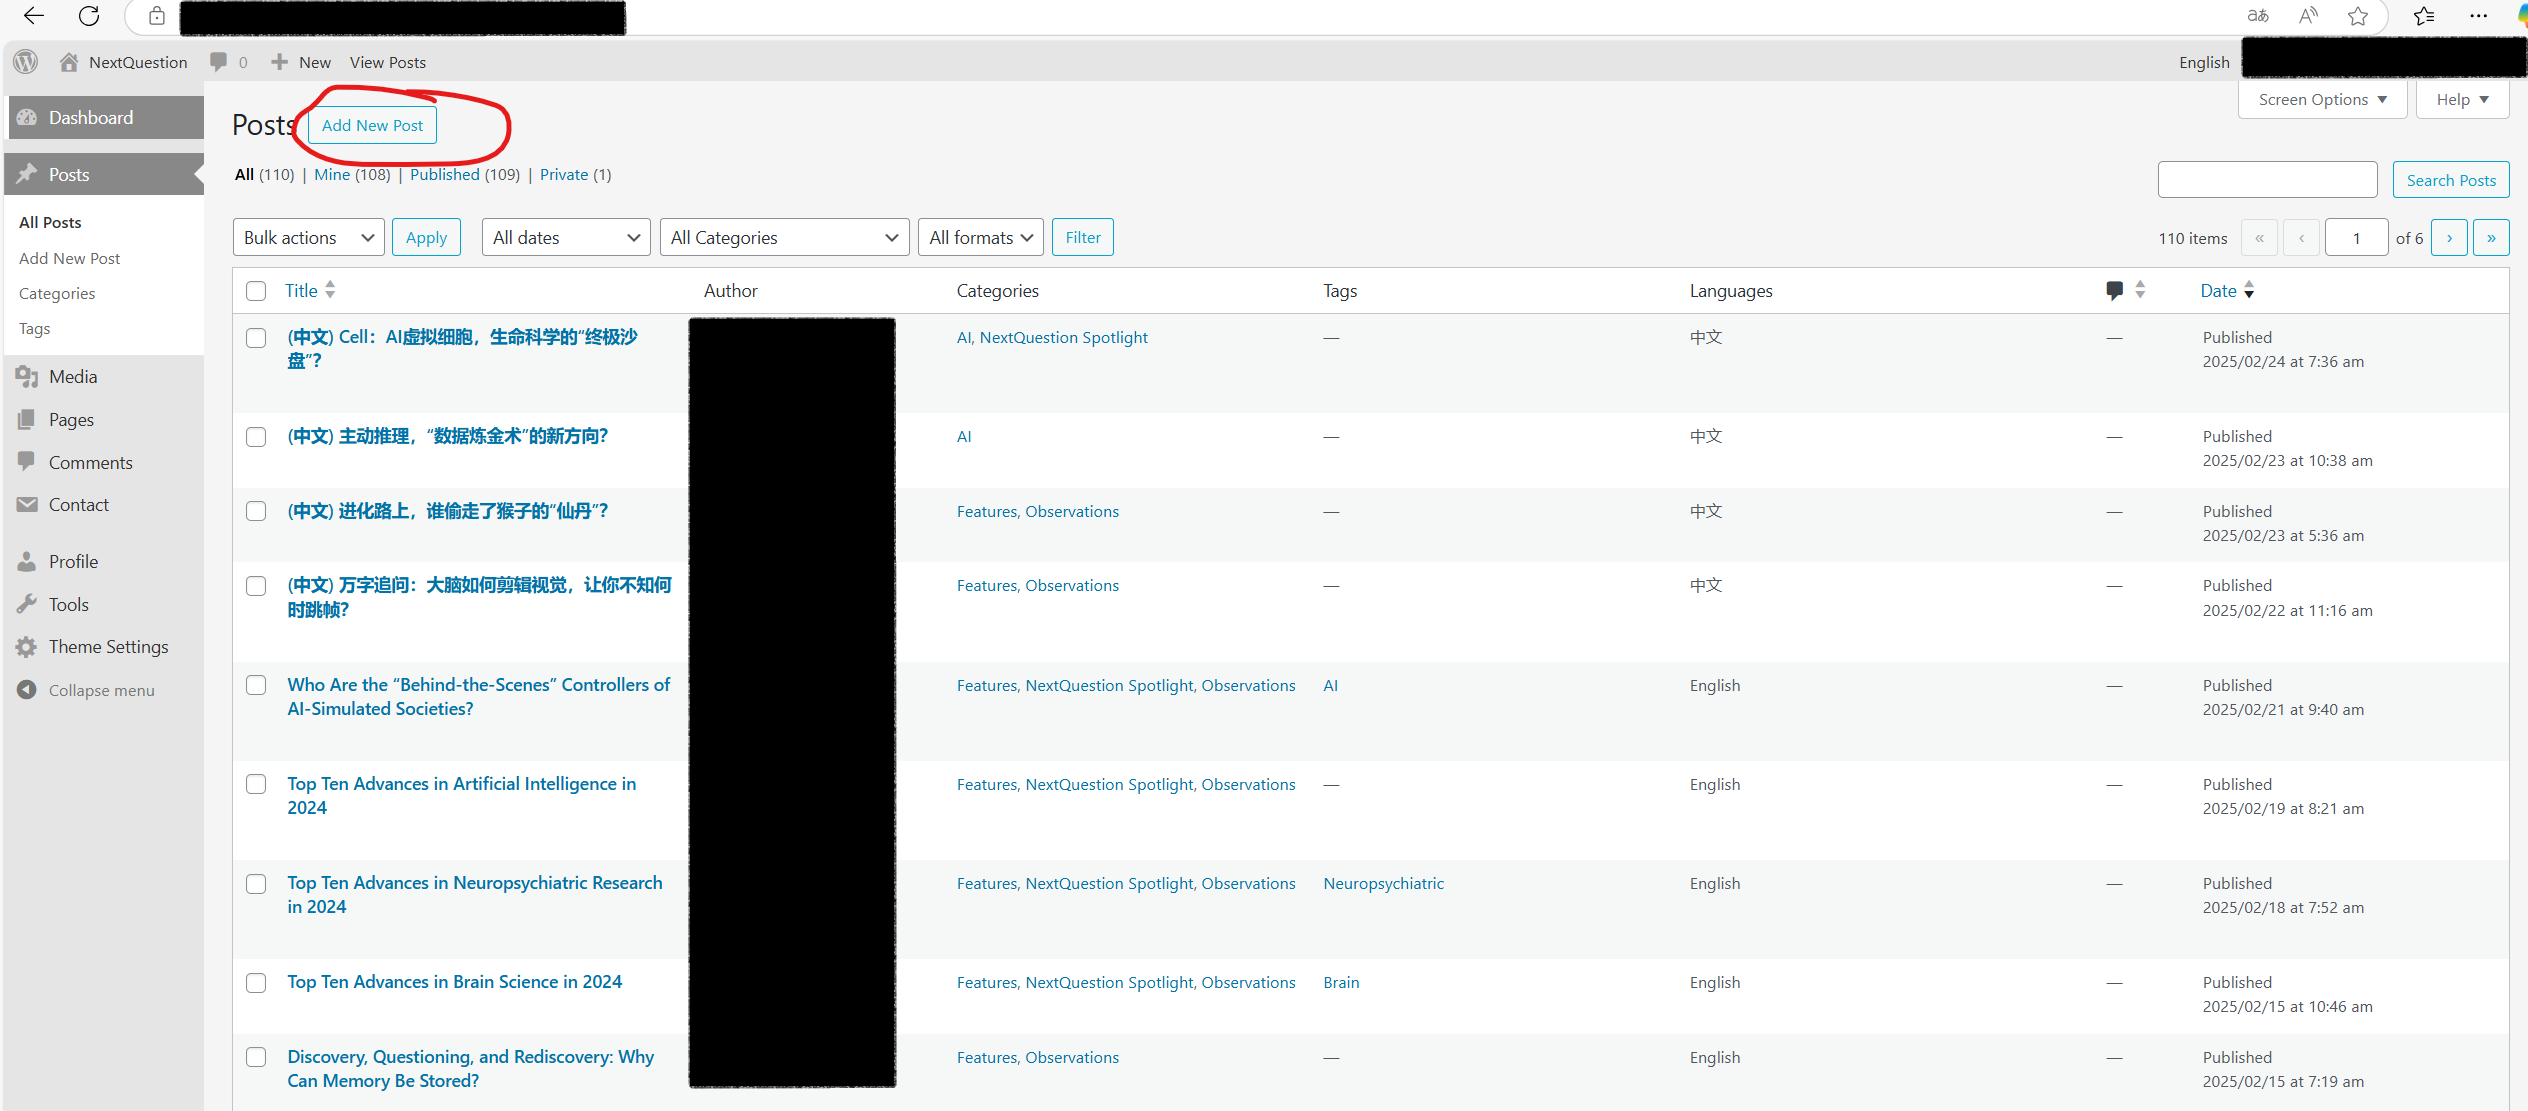 NextQuestion 0 New View Posts English
Screen Options Help
Dashboard
Posts
All Posts
Add New Post
Categories
Tags
Media
Pages
Comments
Contact
Profile
Tools
Theme Settings
Collapse menu
Posts Add New Post
All (110) | Mine (108) | Published (109) | Private (1)
Search Posts
Bulk actions Apply All dates All Categories All formats Filter 110 items « ‹ 1 of 6 › »
Title Author Categories Tags Languages Date
(中文) Cell：AI虚拟细胞，生命科学的“终极沙 AI, NextQuestion Spotlight — 中文 — Published
盘”？ 2025/02/24 at 7:36 am
(中文) 主动推理，“数据炼金术”的新方向？ AI — 中文 — Published
2025/02/23 at 10:38 am
(中文) 进化路上，谁偷走了猴子的“仙丹”？ Features, Observations — 中文 — Published
2025/02/23 at 5:36 am
(中文) 万字追问：大脑如何剪辑视觉，让你不知何 Features, Observations — 中文 — Published
时跳帧？ 2025/02/22 at 11:16 am
Who Are the “Behind-the-Scenes” Controllers of Features, NextQuestion Spotlight, Observations AI English — Published
AI-Simulated Societies? 2025/02/21 at 9:40 am
Top Ten Advances in Artificial Intelligence in Features, NextQuestion Spotlight, Observations — English — Published
2024 2025/02/19 at 8:21 am
Top Ten Advances in Neuropsychiatric Research Features, NextQuestion Spotlight, Observations Neuropsychiatric English — Published
in 2024 2025/02/18 at 7:52 am
Top Ten Advances in Brain Science in 2024 Features, NextQuestion Spotlight, Observations Brain English — Published
2025/02/15 at 10:46 am
Discovery, Questioning, and Rediscovery: Why Features, Observations — English — Published
Can Memory Be Stored? 2025/02/15 at 7:19 am